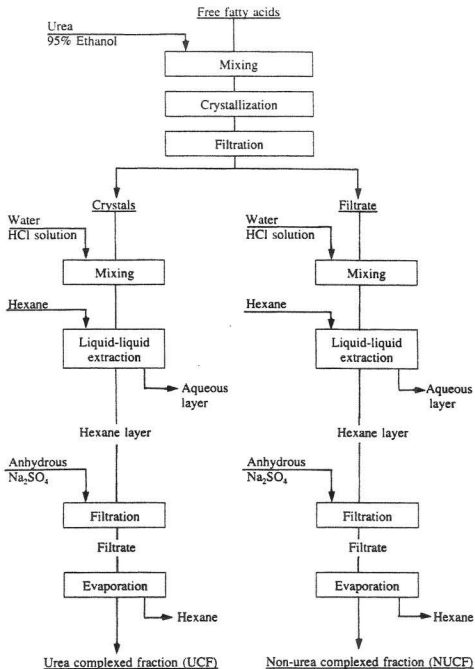 Free fatty acids
Urea
95% Ethanol
Mixing
Crystallization
Filtration
Crystals
Filtrate
Water
HCl solution
Mixing
Hexane
Liquid-liquid
extraction
Aqueous
layer
Hexane layer
Anhydrous
Na₂SO₄
Filtration
Filtrate
Evaporation
Hexane
Urea complexed fraction (UCF)
Water
HCl solution
Mixing
Hexane
Liquid-liquid
extraction
Aqueous
layer
Hexane layer
Anhydrous
Na₂SO₄
Filtration
Filtrate
Evaporation
Hexane
Non-urea complexed fraction (NUCF)